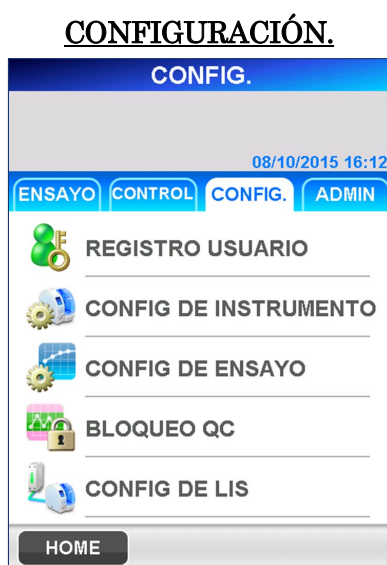 CONFIGURACIÓN.
CONFIG.
08/10/2015 16:12
ENSAYO CONTROL CONFIG. ADMIN
REGISTRO USUARIO
CONFIG DE INSTRUMENTO
CONFIG DE ENSAYO
BLOQUEO QC
CONFIG DE LIS
HOME